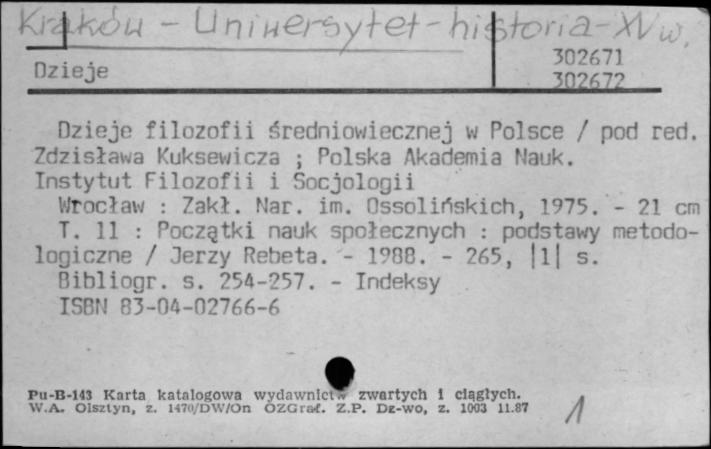 Kraków - Uniwersytet - historia - XV w.
302671
Dzieje
302672
Dzieje filozofii średniowiecznej w Polsce / pod red.
Zdzisława Kuksewicza ; Polska Akademia Nauk.
Instytut Filozofii i Socjologii
Wrocław : Zakł. Nar. im. Ossolińskich, 1975. - 21 cm
T. 11 : Początki nauk społecznych : podstawy metodo-
logiczne / Jerzy Rebeta. - 1988. - 265, |1| s.
Bibliogr. s. 254-257. - Indeksy
ISBN 83-04-02766-6
Pu-B-143 Karta katalogowa wydawnictw zwartych i ciągłych.
W.A. Olsztyn, z. 1470/DW/On OZGraf. Z.P. Dz-wo, z. 1003 11.87
1